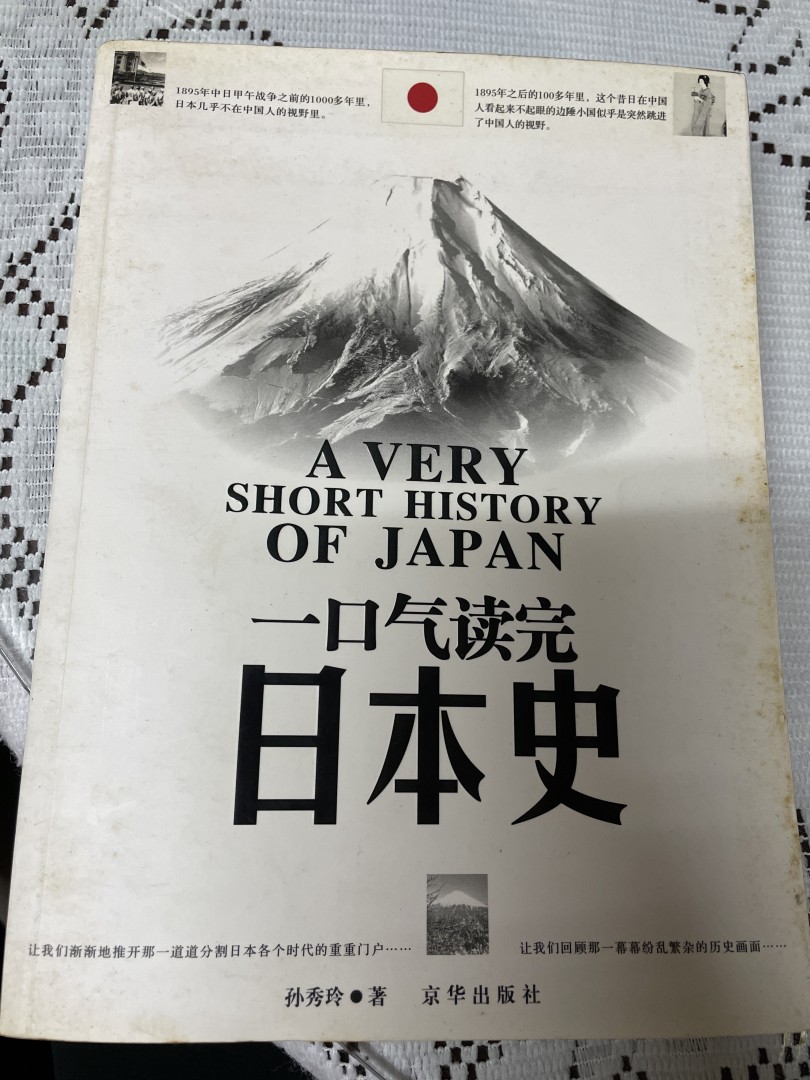 1895年中日甲午战争之前的1000多年里，
日本几乎不在中国人的视野里。
1895年之后的100多年里，这个昔日在中国
人看起来不起眼的边陲小国似乎是突然跳进
了中国人的视野。
A VERY
SHORT HISTORY
OF JAPAN
一口气读完
日本史
让我们渐渐地推开那一道道分割日本各个时代的重重门户……
让我们回顾那一幕幕纷乱繁杂的历史画面……
孙秀玲●著 京华出版社